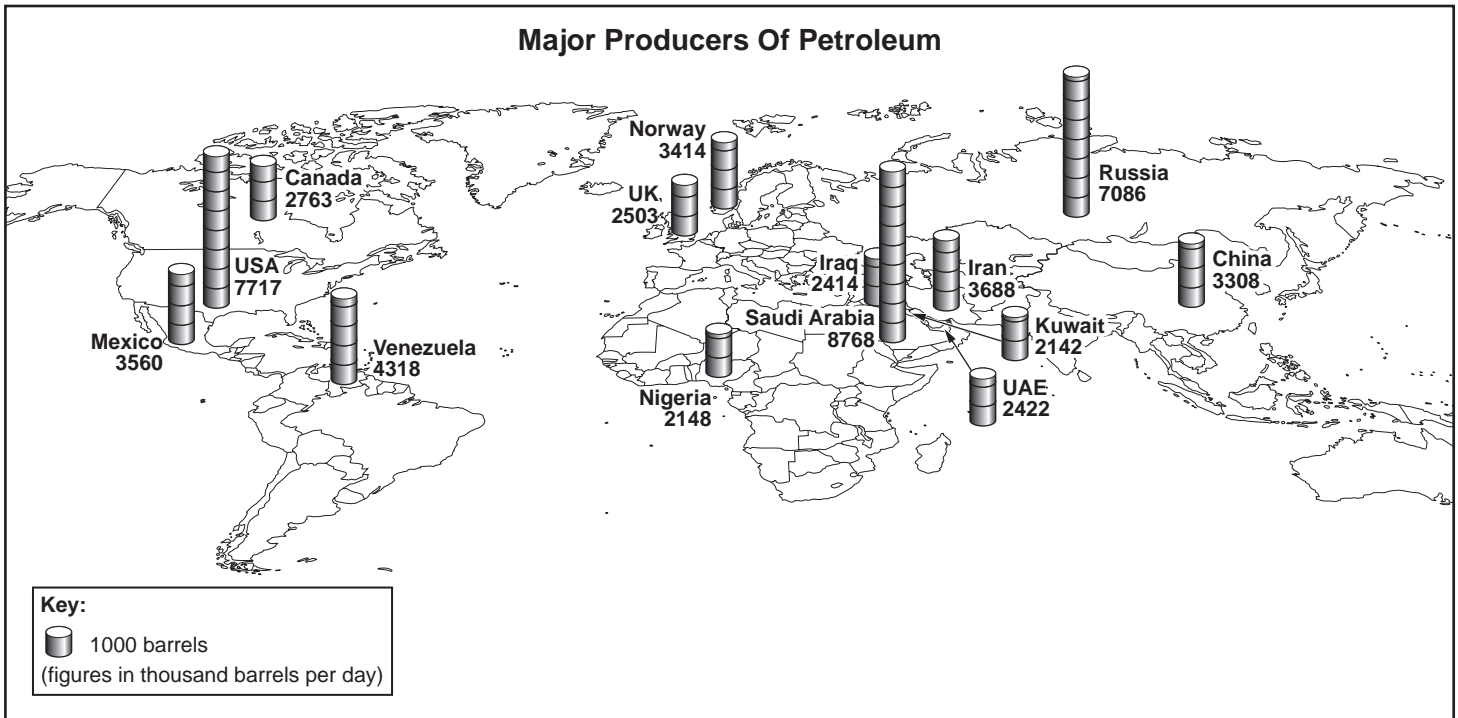 Major Producers Of Petroleum
Norway
3414
Canada
2763
UK
2503
Russia
7086
USA
7717
Iraq
2414
Iran
3688
China
3308
Mexico
3560
Venezuela
4318
Saudi Arabia
8768
Kuwait
2142
Nigeria
2148
UAE
2422
Key:
1000 barrels
(figures in thousand barrels per day)